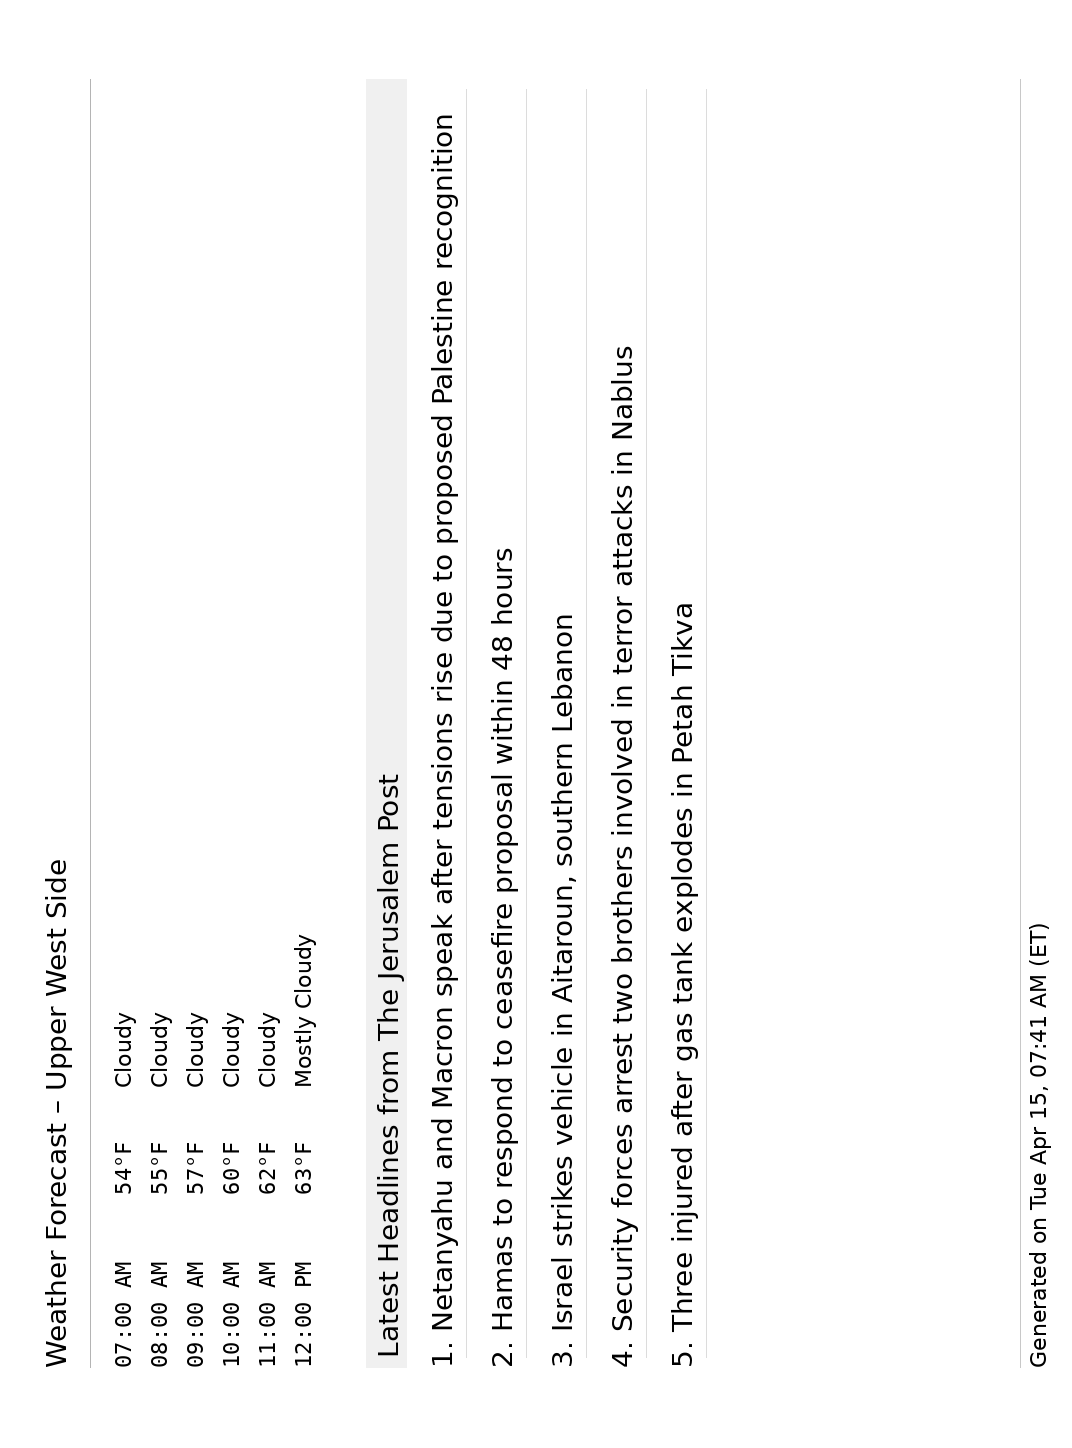 Weather Forecast – Upper West Side
07:00 AM 54°F Cloudy
08:00 AM 55°F Cloudy
09:00 AM 57°F Cloudy
10:00 AM 60°F Cloudy
11:00 AM 62°F Cloudy
12:00 PM 63°F Mostly Cloudy
Latest Headlines from The Jerusalem Post
1. Netanyahu and Macron speak after tensions rise due to proposed Palestine recognition
2. Hamas to respond to ceasefire proposal within 48 hours
3. Israel strikes vehicle in Aitaroun, southern Lebanon
4. Security forces arrest two brothers involved in terror attacks in Nablus
5. Three injured after gas tank explodes in Petah Tikva
Generated on Tue Apr 15, 07:41 AM (ET)